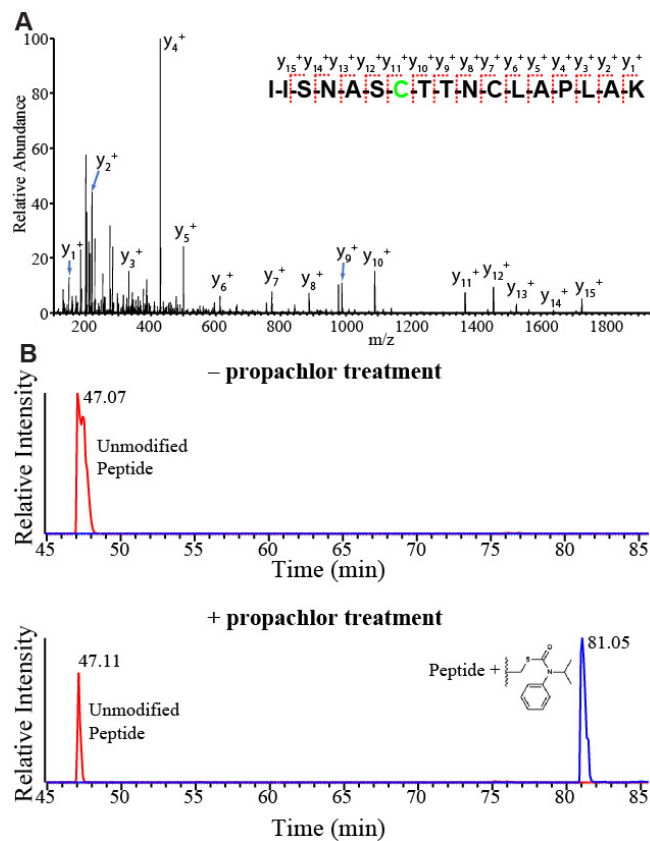 A
Relative Abundance
100
80
60
40
20
0
y15+ y14+ y13+ y12+ y11+ y10+ y9+ y8+ y7+ y6+ y5+ y4+ y3+ y2+ y1+
I-I-S-N-A-S-C-T-T-N-C-L-A-P-L-A-K
y1+
y2+
y3+
y4+
y5+
y6+
y7+
y8+
y9+
y10+
y11+
y12+
y13+
y14+
y15+
200 400 600 800 1000 1200 1400 1600 1800
m/z
B
– propachlor treatment
Relative Intensity
47.07
Unmodified
Peptide
45 50 55 60 65 70 75 80 85
Time (min)
+ propachlor treatment
Relative Intensity
47.11
Unmodified
Peptide
Peptide +
S
O
N
81.05
45 50 55 60 65 70 75 80 85
Time (min)